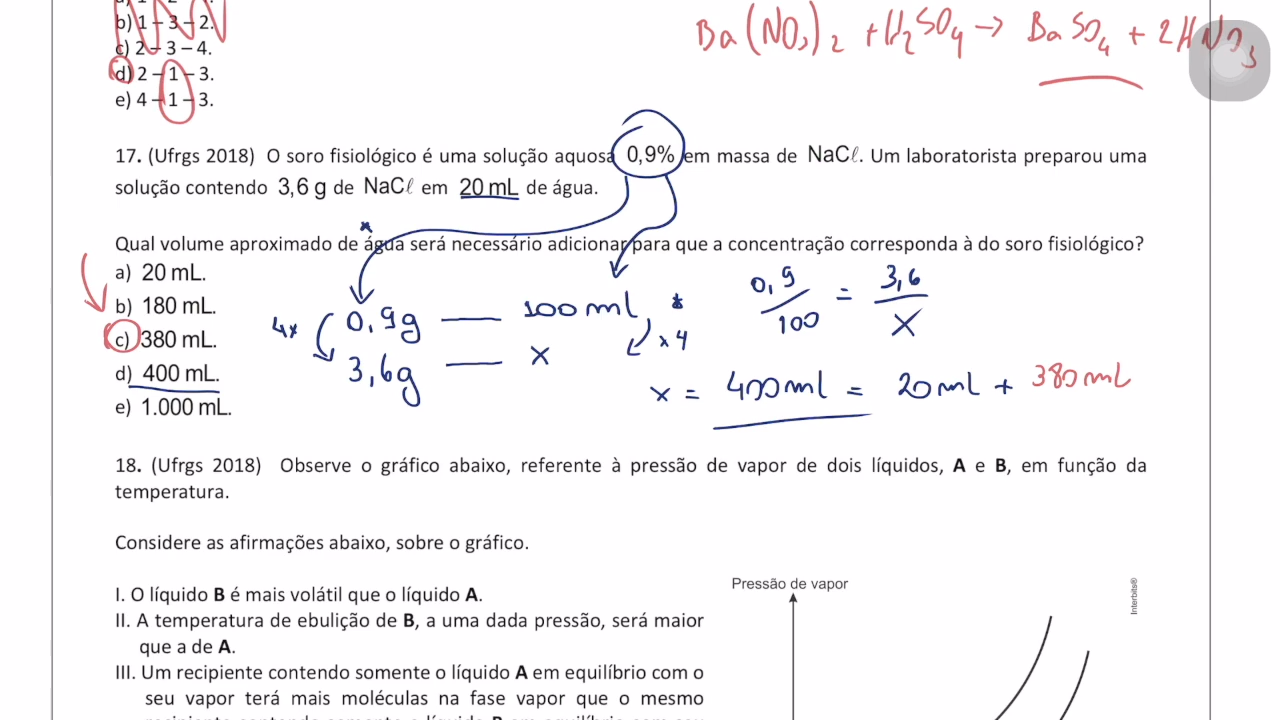 b) 1 – 3 – 2.
Ba(NO3)2 + H2SO4 → BaSO4 + 2HNO3
c) 2 – 3 – 4.
d) 2 – 1 – 3.
e) 4 – 1 – 3.
17. (Ufrgs 2018) O soro fisiológico é uma solução aquosa 0,9% em massa de NaCℓ. Um laboratorista preparou uma
solução contendo 3,6 g de NaCℓ em 20 mL de água.
*
Qual volume aproximado de água será necessário adicionar para que a concentração corresponda à do soro fisiológico?
a) 20 mL.
b) 180 mL.
c) 380 mL.
d) 400 mL.
e) 1.000 mL.
4x
0,9g — 100 ml *
x4
3,6g — x
0,9/100 = 3,6/x
x = 400 ml = 20 ml + 380 mL
18. (Ufrgs 2018) Observe o gráfico abaixo, referente à pressão de vapor de dois líquidos, A e B, em função da
temperatura.
Considere as afirmações abaixo, sobre o gráfico.
I. O líquido B é mais volátil que o líquido A.
II. A temperatura de ebulição de B, a uma dada pressão, será maior
que a de A.
III. Um recipiente contendo somente o líquido A em equilíbrio com o
seu vapor terá mais moléculas na fase vapor que o mesmo
Pressão de vapor
Interbits®